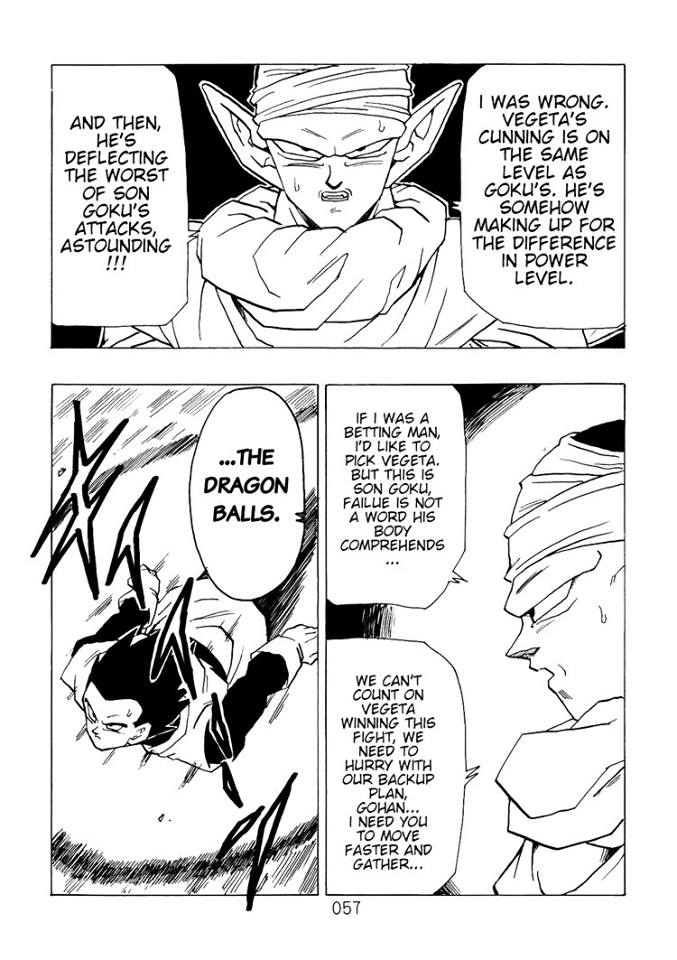 I WAS WRONG.
VEGETA'S
CUNNING IS ON
THE SAME
LEVEL AS
GOKU'S. HE'S
SOMEHOW
MAKING UP FOR
THE DIFFERENCE
IN POWER
LEVEL.
AND THEN,
HE'S
DEFLECTING
THE WORST
OF SON
GOKU'S
ATTACKS,
ASTOUNDING
!!!
IF I WAS A
BETTING MAN,
I'D LIKE TO
PICK VEGETA.
BUT THIS IS
SON GOKU,
FAILUE IS NOT
A WORD HIS
BODY
COMPREHENDS
...
WE CAN'T
COUNT ON
VEGETA
WINNING THIS
FIGHT, WE
NEED TO
HURRY WITH
OUR BACKUP
PLAN,
GOHAN...
I NEED YOU
TO MOVE
FASTER AND
GATHER...
...THE
DRAGON
BALLS.
057